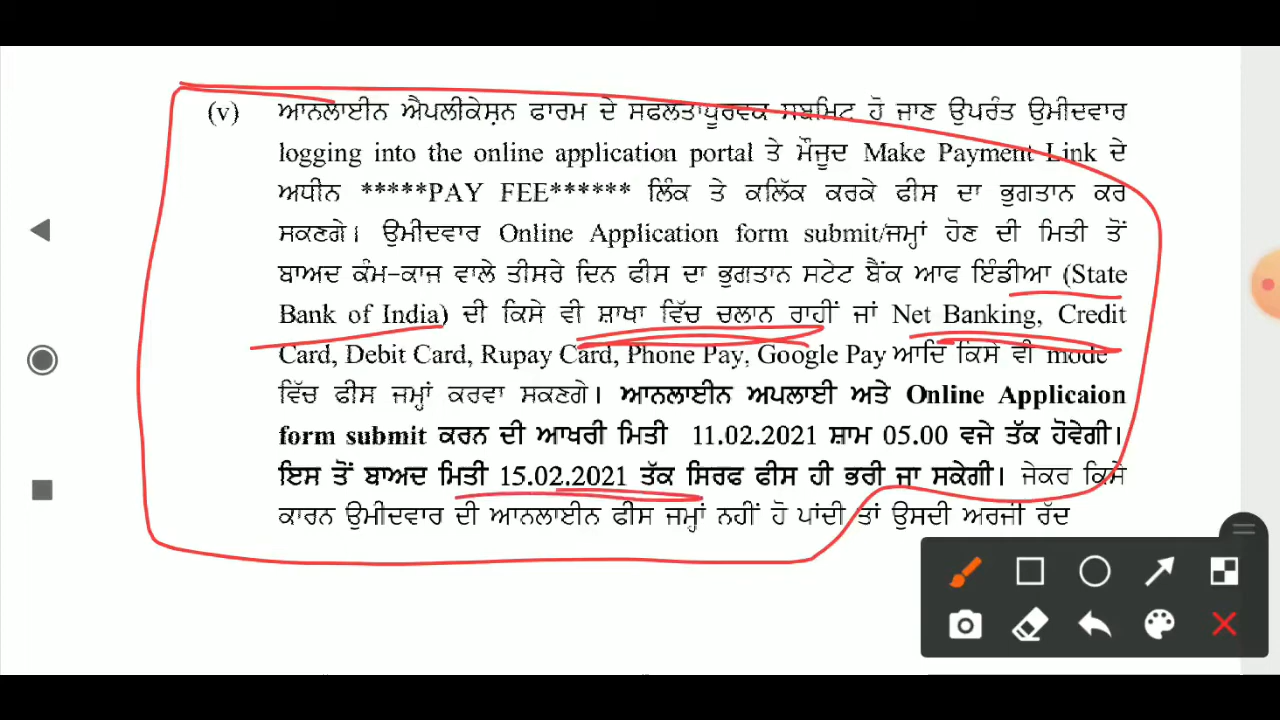 (v) ਆਨਲਾਈਨ ਐਪਲੀਕੇਸ਼ਨ ਫਾਰਮ ਦੇ ਸਫਲਤਾਪੂਰਵਕ ਸਬਮਿਟ ਹੋ ਜਾਣ ਉਪਰੰਤ ਉਮੀਦਵਾਰ
logging into the online application portal ਤੇ ਮੌਜੂਦ Make Payment Link ਦੇ
ਅਧੀਨ *****PAY FEE****** ਲਿੰਕ ਤੇ ਕਲਿੱਕ ਕਰਕੇ ਫੀਸ ਦਾ ਭੁਗਤਾਨ ਕਰ
ਸਕਣਗੇ। ਉਮੀਦਵਾਰ Online Application form submit/ਜਮ੍ਹਾਂ ਹੋਣ ਦੀ ਮਿਤੀ ਤੋਂ
ਬਾਅਦ ਕੰਮ-ਕਾਜ ਵਾਲੇ ਤੀਸਰੇ ਦਿਨ ਫੀਸ ਦਾ ਭੁਗਤਾਨ ਸਟੇਟ ਬੈਂਕ ਆਫ ਇੰਡੀਆ (State
Bank of India) ਦੀ ਕਿਸੇ ਵੀ ਸ਼ਾਖਾ ਵਿੱਚ ਚਲਾਨ ਰਾਹੀਂ ਜਾਂ Net Banking, Credit
Card, Debit Card, Rupay Card, Phone Pay, Google Pay ਆਦਿ ਕਿਸੇ ਵੀ mode
ਵਿੱਚ ਫੀਸ ਜਮ੍ਹਾਂ ਕਰਵਾ ਸਕਣਗੇ। ਆਨਲਾਈਨ ਅਪਲਾਈ ਅਤੇ Online Applicaion
form submit ਕਰਨ ਦੀ ਆਖਰੀ ਮਿਤੀ 11.02.2021 ਸ਼ਾਮ 05.00 ਵਜੇ ਤੱਕ ਹੋਵੇਗੀ।
ਇਸ ਤੋਂ ਬਾਅਦ ਮਿਤੀ 15.02.2021 ਤੱਕ ਸਿਰਫ ਫੀਸ ਹੀ ਭਰੀ ਜਾ ਸਕੇਗੀ। ਜੇਕਰ ਕਿਸੇ
ਕਾਰਨ ਉਮੀਦਵਾਰ ਦੀ ਆਨਲਾਈਨ ਫੀਸ ਜਮ੍ਹਾਂ ਨਹੀਂ ਹੋ ਪਾਂਦੀ ਤਾਂ ਉਸਦੀ ਅਰਜੀ ਰੱਦ